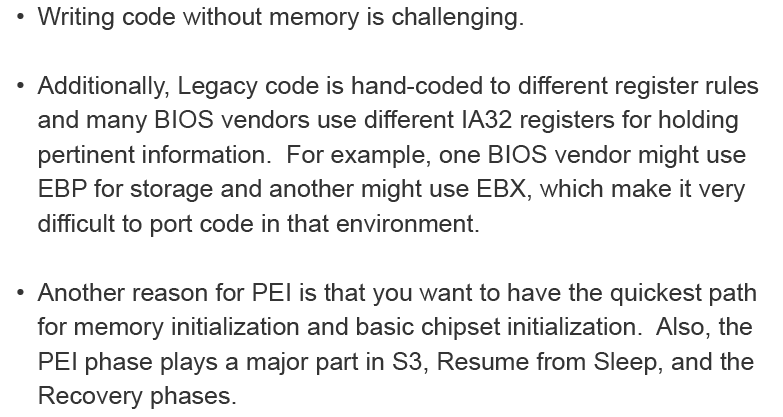 • Writing code without memory is challenging.
• Additionally, Legacy code is hand-coded to different register rules
and many BIOS vendors use different IA32 registers for holding
pertinent information.  For example, one BIOS vendor might use
EBP for storage and another might use EBX, which make it very
difficult to port code in that environment.
• Another reason for PEI is that you want to have the quickest path
for memory initialization and basic chipset initialization.  Also, the
PEI phase plays a major part in S3, Resume from Sleep, and the
Recovery phases.